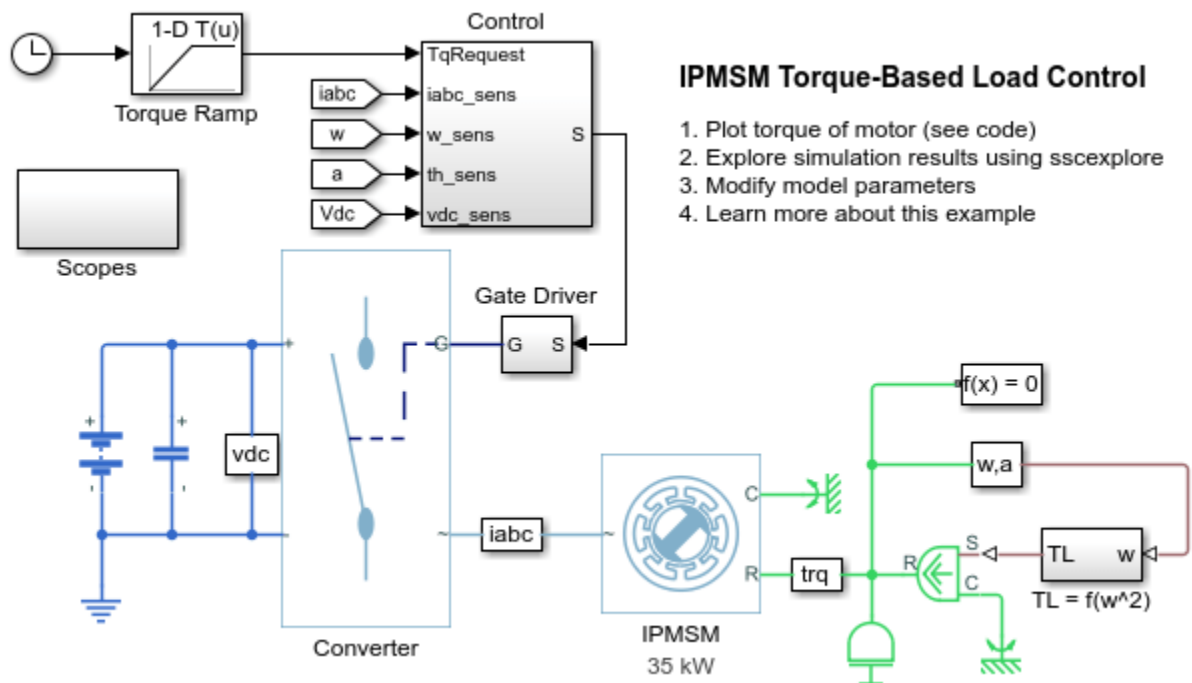 Control
1-D T(u)
Torque Ramp
TqRequest
iabc
iabc_sens
w
w_sens
S
a
th_sens
Vdc
vdc_sens
IPMSM Torque-Based Load Control
1. Plot torque of motor (see code)
2. Explore simulation results using sscexplore
3. Modify model parameters
4. Learn more about this example
Scopes
Gate Driver
+
G
G
S
f(x) = 0
+
+
vdc
w,a
-
-
C
-
~
iabc
~
S
TL
w
R
trq
R
C
TL = f(w^2)
Converter
IPMSM
35 kW